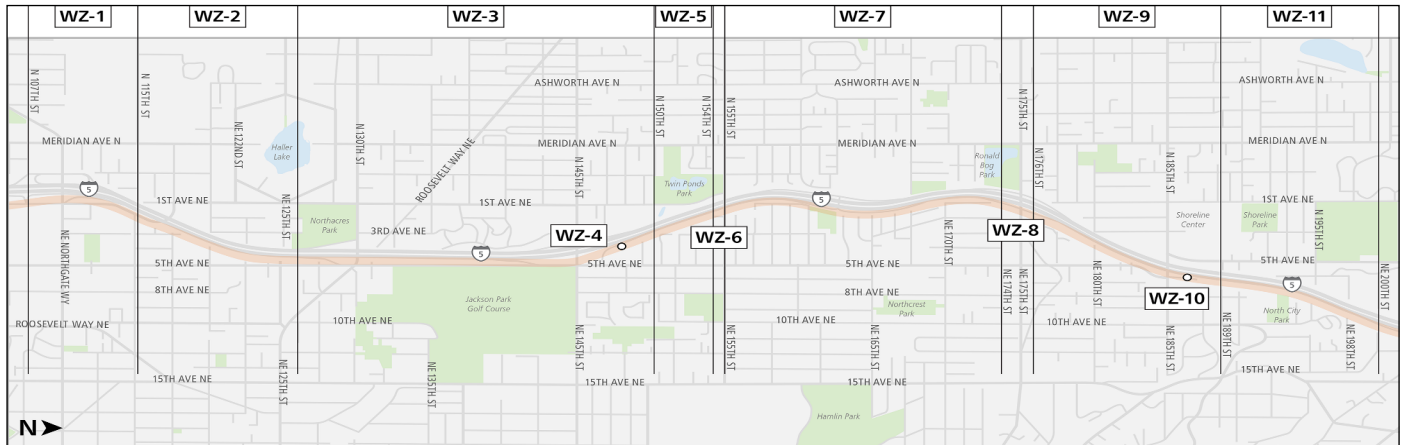 WZ-1
WZ-2
WZ-3
WZ-5
WZ-7
WZ-9
WZ-11
N 107TH ST
N 115TH ST
NE 122ND ST
N 130TH ST
N 150TH ST
N 154TH ST
N 155TH ST
N 175TH ST
N 176TH ST
ASHWORTH AVE N
ASHWORTH AVE N
ASHWORTH AVE N
MERIDIAN AVE N
MERIDIAN AVE N
MERIDIAN AVE N
MERIDIAN AVE N
Haller
Lake
ROOSEVELT WAY NE
N 145TH ST
Twin Ponds
Park
Ronald
Bog
Park
N 185TH ST
5
5
5
5
1ST AVE NE
1ST AVE NE
1ST AVE NE
NE 125TH ST
Northacres
Park
3RD AVE NE
Shoreline
Center
Shoreline
Park
N 195TH ST
NE NORTHGATE WY
WZ-4
WZ-6
WZ-8
NE 170TH ST
5TH AVE NE
5TH AVE NE
5TH AVE NE
5TH AVE NE
NE 174TH ST
NE 175TH ST
NE 180TH ST
NE 200TH ST
8TH AVE NE
8TH AVE NE
WZ-10
Jackson Park
Golf Course
Northcrest
Park
North City
Park
ROOSEVELT WAY NE
10TH AVE NE
10TH AVE NE
10TH AVE NE
NE 125TH ST
NE 135TH ST
NE 145TH ST
NE 155TH ST
NE 165TH ST
NE 185TH ST
NE 189TH ST
NE 198TH ST
15TH AVE NE
15TH AVE NE
15TH AVE NE
15TH AVE NE
Hamlin Park
N